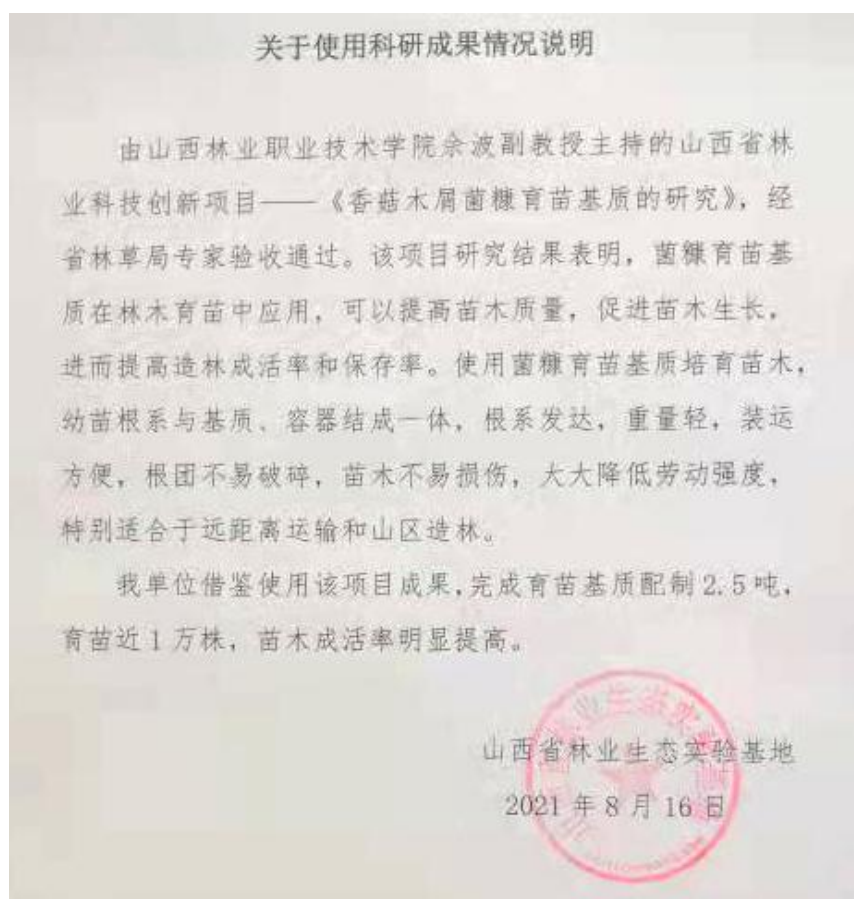 关于使用科研成果情况说明
由山西林业职业技术学院余波副教授主持的山西省林
业科技创新项目——《香菇木屑菌糠育苗基质的研究》，经
省林草局专家验收通过。该项目研究结果表明，菌糠育苗基
质在林木育苗中应用，可以提高苗木质量，促进苗木生长，
进而提高造林成活率和保存率。使用菌糠育苗基质培育苗木，
幼苗根系与基质、容器结成一体，根系发达，重量轻，装运
方便，根团不易破碎，苗木不易损伤，大大降低劳动强度，
特别适合于远距离运输和山区造林。
我单位借鉴使用该项目成果，完成育苗基质配制2.5吨，
育苗近1万株，苗木成活率明显提高。
山西省林业生态实验基地
2021年8月16日